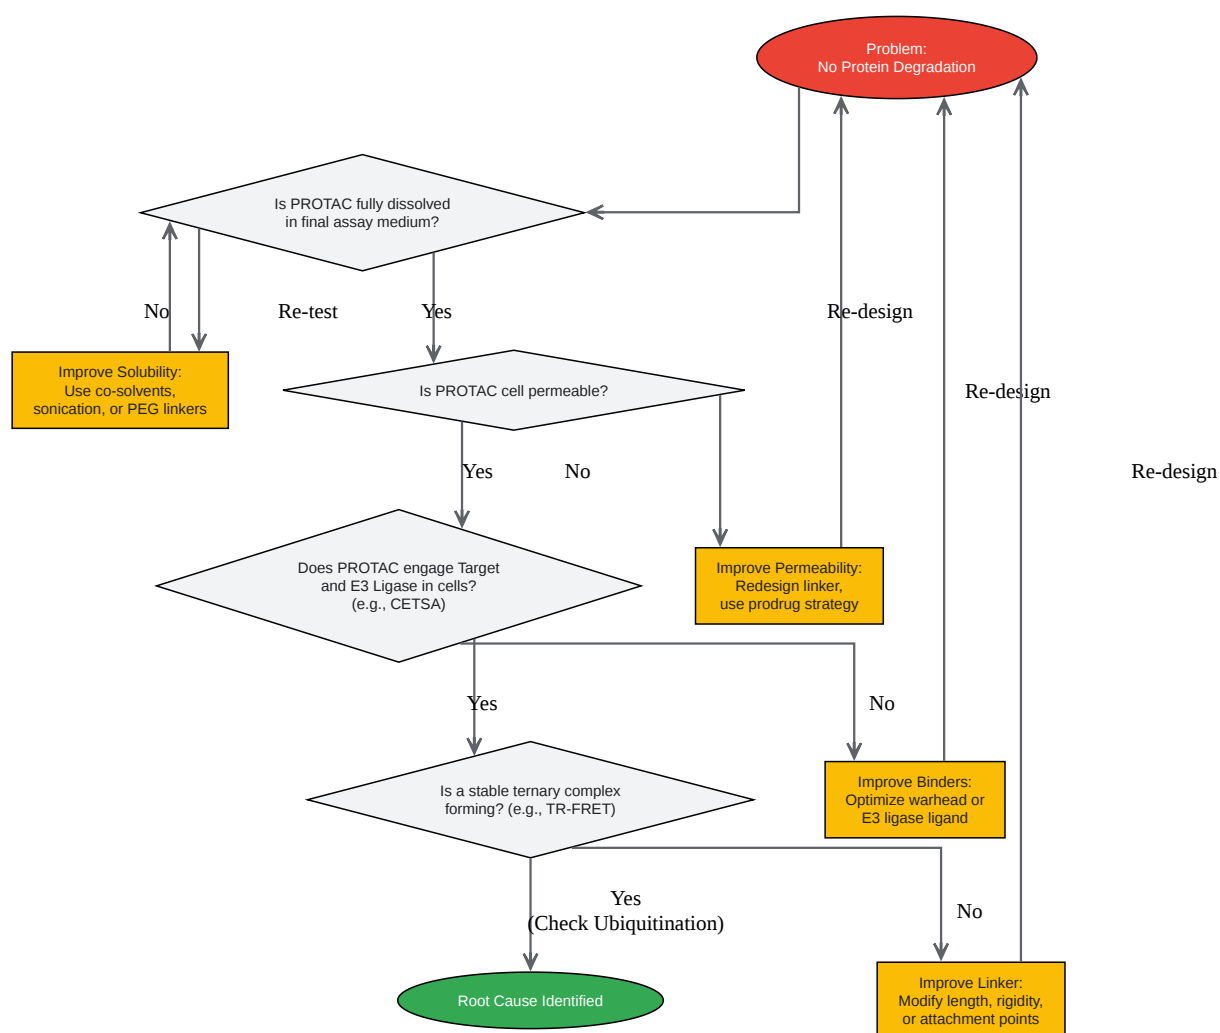 Problem:
No Protein Degradation
Is PROTAC fully dissolved
in final assay medium?
No
Re-test
Yes
Re-design
Improve Solubility:
Use co-solvents,
sonication, or PEG linkers
Is PROTAC cell permeable?
Re-design
Yes
No
Re-design
Does PROTAC engage Target
and E3 Ligase in cells?
(e.g., CETSA)
Improve Permeability:
Redesign linker,
use prodrug strategy
Yes
No
Is a stable ternary complex
forming? (e.g., TR-FRET)
Improve Binders:
Optimize warhead or
E3 ligase ligand
Yes
(Check Ubiquitination)
No
Root Cause Identified
Improve Linker:
Modify length, rigidity,
or attachment points